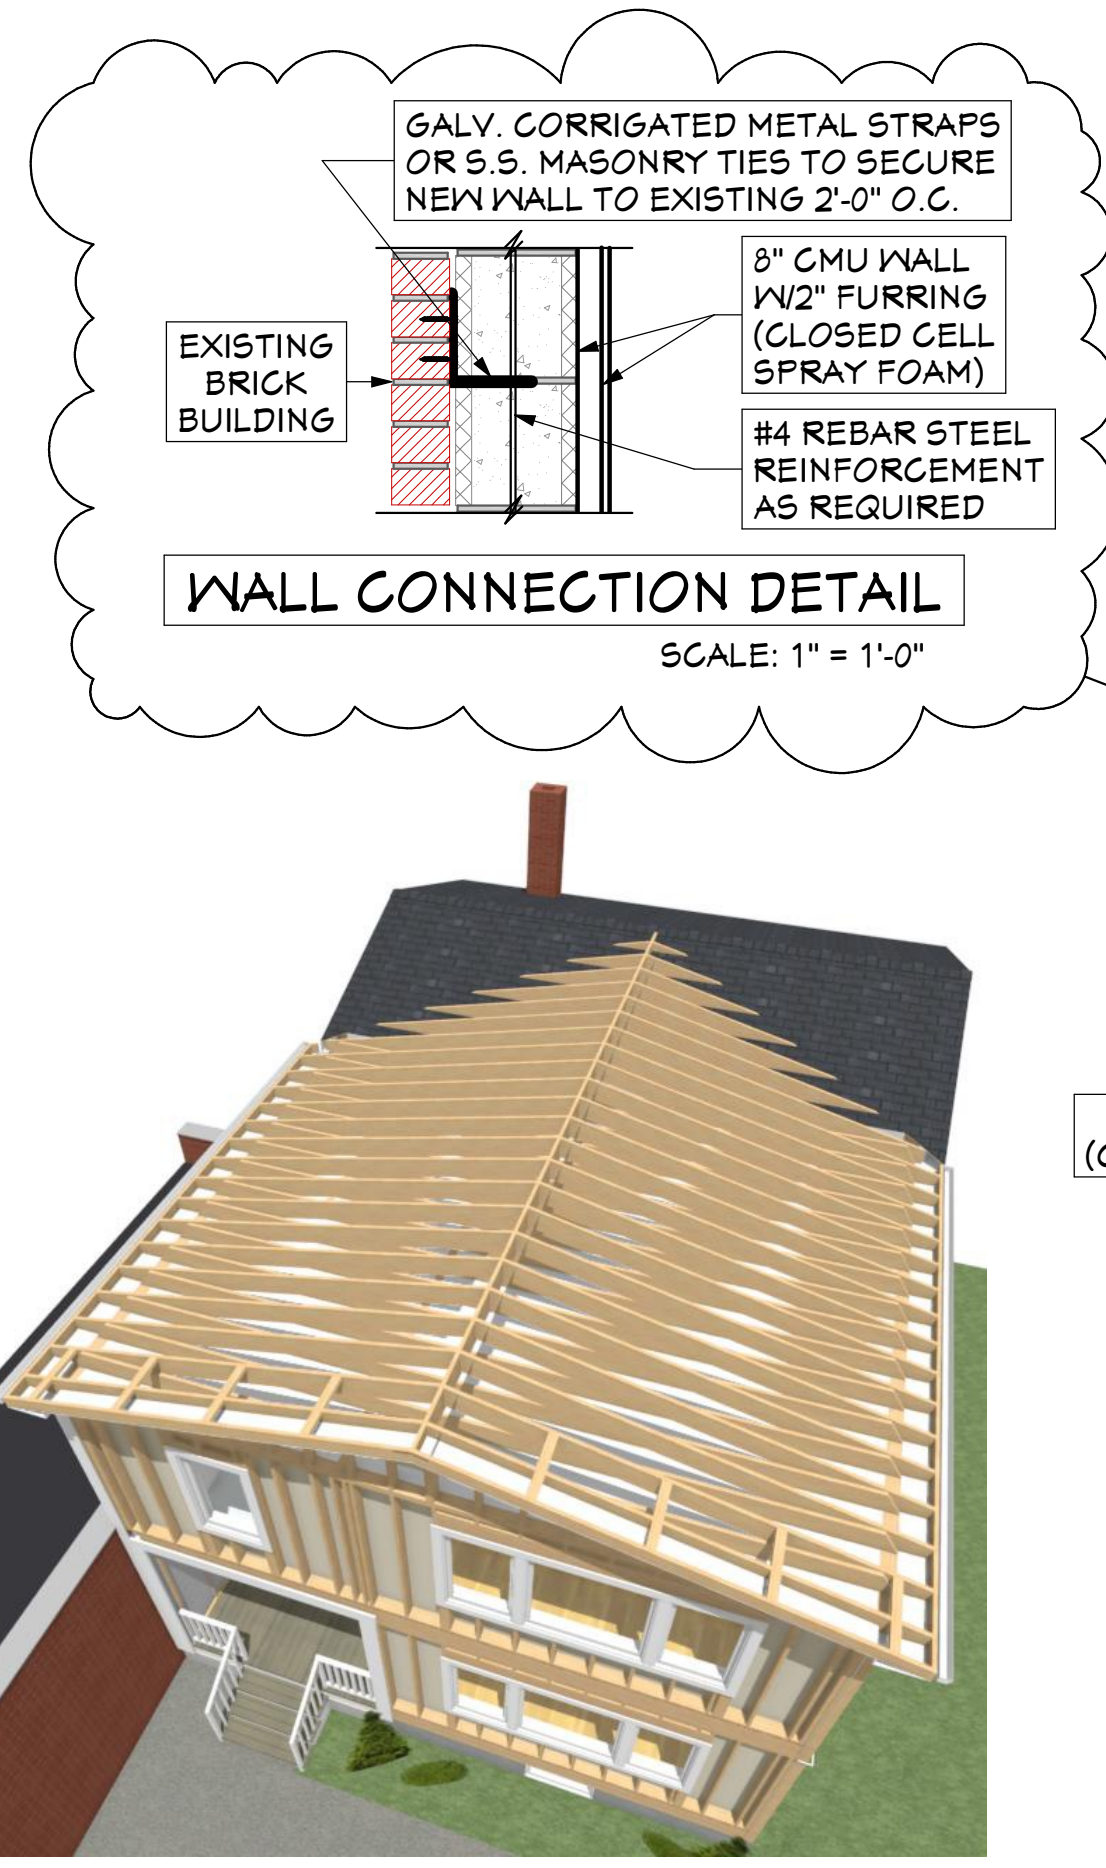 GALV. CORRIGATED METAL STRAPS
OR S.S. MASONRY TIES TO SECURE
NEW WALL TO EXISTING 2'-0" O.C.
8" CMU WALL
W/2" FURRING
(CLOSED CELL
SPRAY FOAM)
EXISTING
BRICK
BUILDING
#4 REBAR STEEL
REINFORCEMENT
AS REQUIRED
WALL CONNECTION DETAIL
SCALE: 1" = 1'-0"